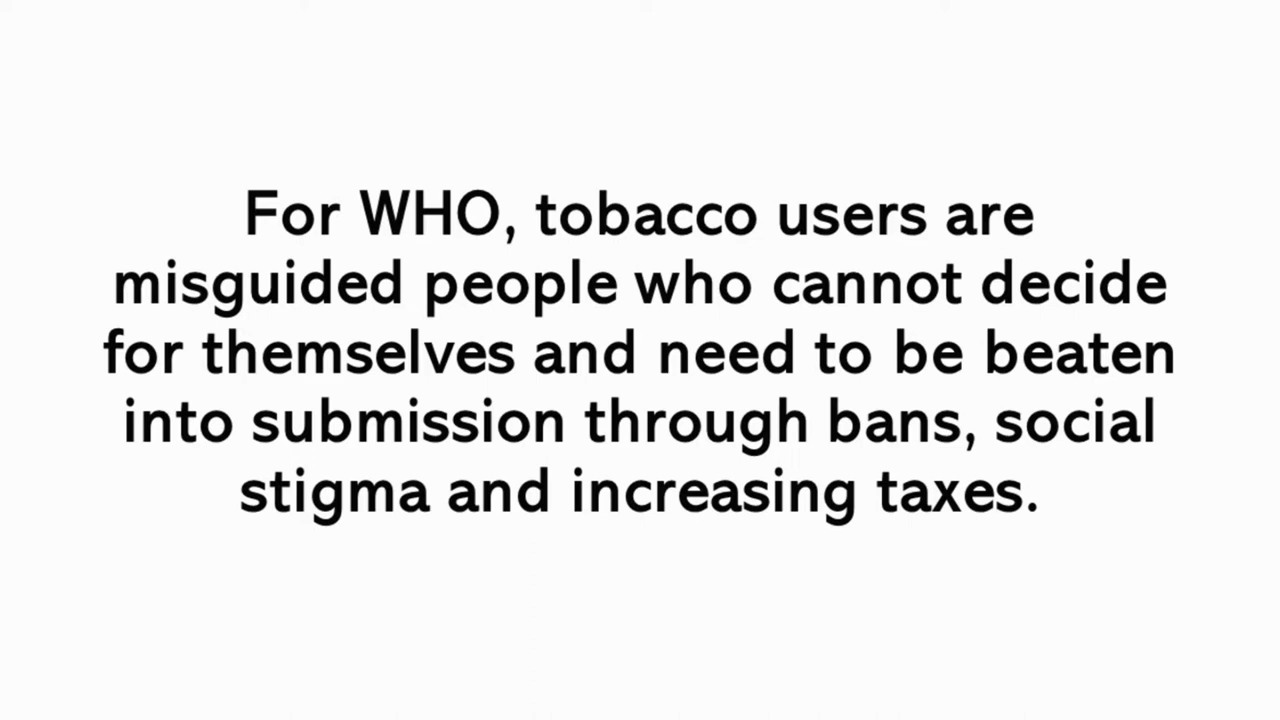 For WHO, tobacco users are
misguided people who cannot decide
for themselves and need to be beaten
into submission through bans, social
stigma and increasing taxes.